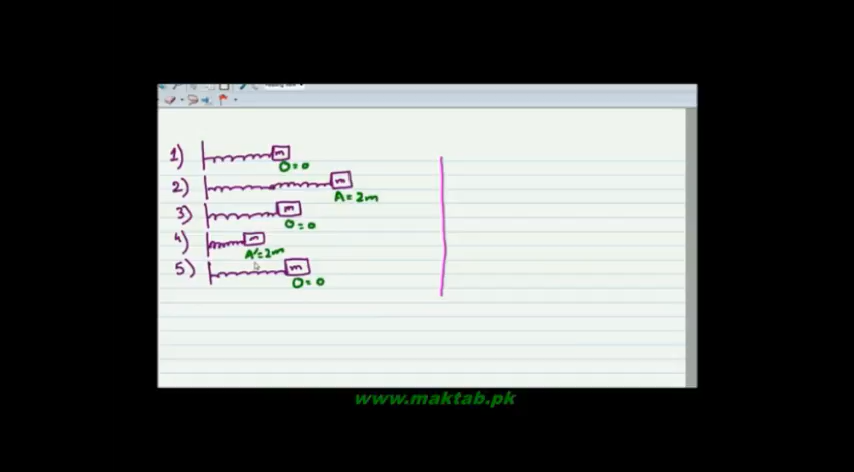 1) m
O = 0
2) m
A = 2m
3) m
O = 0
4) m
A' = 2m
5) m
O = 0
www.maktab.pk